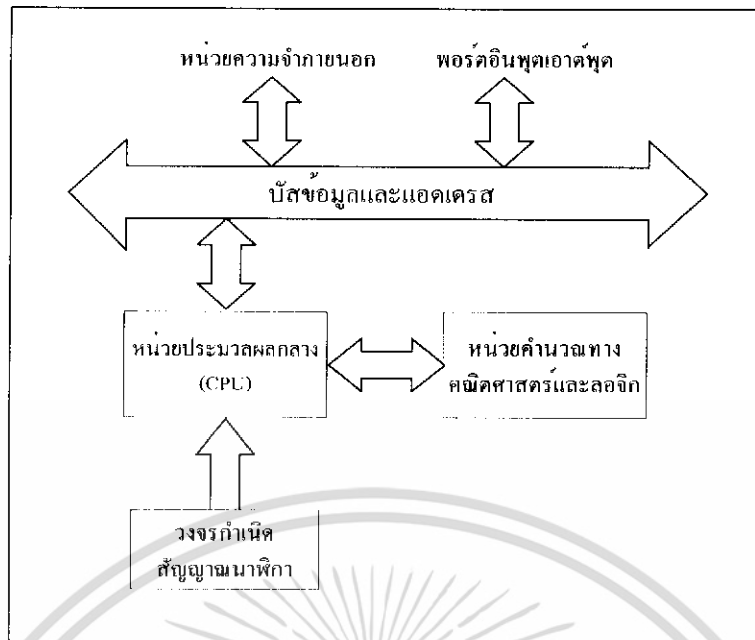 หน่วยความจำภายนอก
พอร์ตอินพุตเอาต์พุต
บัสข้อมูลและแอดเดรส
หน่วยประมวลผลกลาง
(CPU)
หน่วยคำนวณทาง
คณิตศาสตร์และลอจิก
วงจรกำเนิด
สัญญาณนาฬิกา